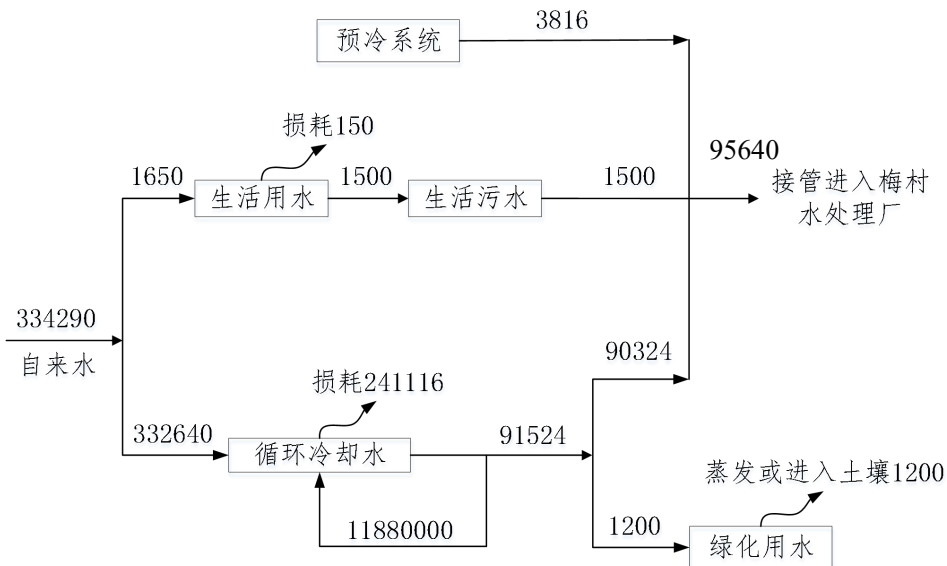 3816
预冷系统
损耗150
95640
1650
1500
1500
生活用水
生活污水
接管进入梅村
水处理厂
334290
自来水
90324
损耗241116
332640
91524
循环冷却水
蒸发或进入土壤1200
11880000
1200
绿化用水